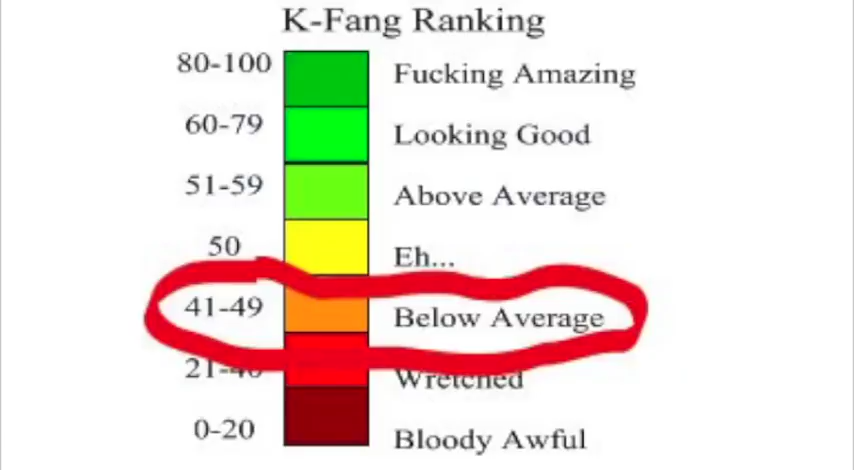 K-Fang Ranking
80-100 Fucking Amazing
60-79 Looking Good
51-59 Above Average
50 Eh...
41-49 Below Average
21-40 Wretched
0-20 Bloody Awful